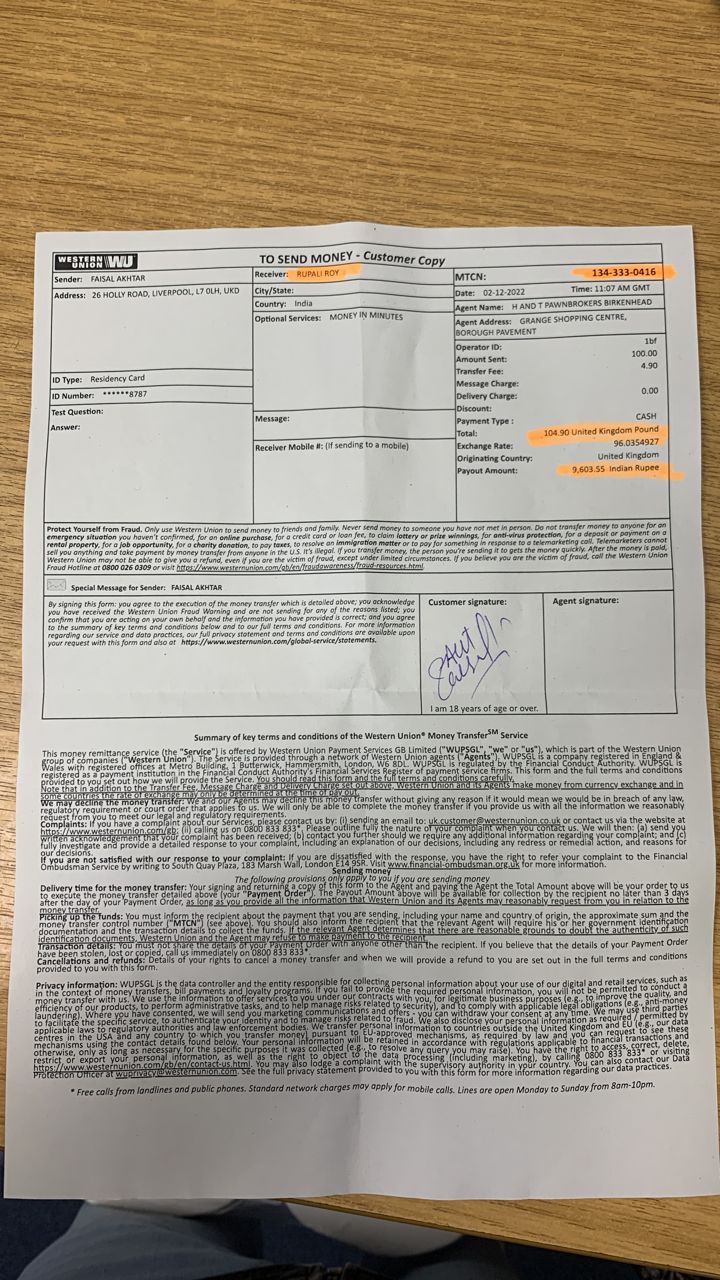 WESTERN UNION WU
TO SEND MONEY - Customer Copy
Sender: FAISAL AKHTAR
Address: 26 HOLLY ROAD, LIVERPOOL, L7 0LH, UKD
ID Type: Residency Card
ID Number: ******8787
Test Question:
Answer:
Receiver: RUPALI ROY
City/State:
Country: India
Optional Services: MONEY IN MINUTES
Message:
Receiver Mobile #: (If sending to a mobile)
MTCN: 134-333-0416
Date: 02-12-2022 Time: 11:07 AM GMT
Agent Name: H AND T PAWNBROKERS BIRKENHEAD
Agent Address: GRANGE SHOPPING CENTRE,
BOROUGH PAVEMENT
Operator ID: 1bf
Amount Sent: 100.00
Transfer Fee: 4.90
Message Charge:
Delivery Charge: 0.00
Discount:
Payment Type : CASH
Total: 104.90 United Kingdom Pound
Exchange Rate: 96.0354927
Originating Country: United Kingdom
Payout Amount: 9,603.55 Indian Rupee
Protect Yourself from Fraud. Only use Western Union to send money to friends and family. Never send money to someone you have not met in person. Do not transfer money to anyone for an
emergency situation you haven't confirmed, for an online purchase, for a credit card or loan fee, to claim lottery or prize winnings, for anti-virus protection, for a deposit or payment on a
rental property, for a job opportunity, for a charity donation, to pay taxes, to resolve an immigration matter or to pay for something in response to a telemarketing call. Telemarketers cannot
sell you anything and take payment by money transfer from anyone in the U.S. It's illegal. If you transfer money, the person you're sending it to gets the money quickly. After the money is paid,
Western Union may not be able to give you a refund, even if you are the victim of fraud, except under limited circumstances. If you believe you are the victim of fraud, call the Western Union
Fraud Hotline at 0800 026 0309 or visit https://www.westernunion.com/gb/en/fraudawareness/fraud-resources.html.
Special Message for Sender: FAISAL AKHTAR
By signing this form: you agree to the execution of the money transfer which is detailed above; you acknowledge
you have received the Western Union Fraud Warning and are not sending for any of the reasons listed; you
confirm that you are acting on your own behalf and the information you have provided is correct; and you agree
to the summary of key terms and conditions below and to our full terms and conditions. For more information
regarding our service and data practices, our full privacy statement and terms and conditions are available upon
your request with this form and also at https://www.westernunion.com/global-service/statements.
Customer signature:
I am 18 years of age or over.
Agent signature:
Summary of key terms and conditions of the Western Union® Money TransferSM Service
This money remittance service (the "Service") is offered by Western Union Payment Services GB Limited ("WUPSGL", "we" or "us"), which is part of the Western Union
group of companies ("Western Union"). The Service is provided through a network of Western Union agents ("Agents"). WUPSGL is a company registered in England &
Wales with registered offices at Metro Building, 1 Butterwick, Hammersmith, London, W6 8DL. WUPSGL is regulated by the Financial Conduct Authority. WUPSGL is
registered as a payment institution in the Financial Conduct Authority's Financial Services Register of payment service firms. This form and the full terms and conditions
provided to you set out how we will provide the Service. You should read this form and the full terms and conditions carefully.
Note that in addition to the Transfer Fee, Message Charge and Delivery Charge set out above, Western Union and its Agents make money from currency exchange and in
some countries the rate of exchange may only be determined at the time of pay out.
We may decline the money transfer: We and our Agents may decline this money transfer without giving any reason if it would mean we would be in breach of any law,
regulatory requirement or court order that applies to us. We will only be able to complete the money transfer if you provide us with all the information we reasonably
request from you to meet our legal and regulatory requirements.
Complaints: If you have a complaint about our Services, please contact us by: (i) sending an email to: uk.customer@westernunion.co.uk or contact us via the website at
https://www.westernunion.com/gb; (ii) calling us on 0800 833 833*. Please outline fully the nature of your complaint when you contact us. We will then: (a) send you
written acknowledgement that your complaint has been received; (b) contact you further should we require any additional information regarding your complaint; and (c)
fully investigate and provide a detailed response to your complaint, including an explanation of our decisions, including any redress or remedial action, and reasons for
our decisions.
If you are not satisfied with our response to your complaint: If you are dissatisfied with the response, you have the right to refer your complaint to the Financial
Ombudsman Service by writing to South Quay Plaza, 183 Marsh Wall, London E14 9SR. Visit www.financial-ombudsman.org.uk for more information.
Sending money
The following provisions only apply to you if you are sending money
Delivery time for the money transfer: Your signing and returning a copy of this form to the Agent and paying the Agent the Total Amount above will be your order to us
to execute the money transfer detailed above (your "Payment Order"). The Payout Amount above will be available for collection by the recipient no later than 3 days
after the day of your Payment Order, as long as you provide all the information that Western Union and its Agents may reasonably request from you in relation to the
money transfer.
Picking up the funds: You must inform the recipient about the payment that you are sending, including your name and country of origin, the approximate sum and the
money transfer control number ("MTCN") (see above). You should also inform the recipient that the relevant Agent will require his or her government identification
documentation and the transaction details to collect the funds. If the relevant Agent determines that there are reasonable grounds to doubt the authenticity of such
identification documents, Western Union and the Agent may refuse to make payment to the recipient.
Transaction details: You must not share the details of your Payment Order with anyone other than the recipient. If you believe that the details of your Payment Order
have been stolen, lost or copied, call us immediately on 0800 833 833*.
Cancellations and refunds: Details of your rights to cancel a money transfer and when we will provide a refund to you are set out in the full terms and conditions
provided to you with this form.
Privacy information: WUPSGL is the data controller and the entity responsible for collecting personal information about your use of our digital and retail services, such as
in the context of money transfers, bill payments and loyalty programs. If you fail to provide the required personal information, you will not be permitted to conduct a
money transfer with us. We use the information to offer services to you under our contracts with you, for legitimate business purposes (e.g., to improve the quality, and
efficiency of our products, to perform administrative tasks, and to help manage risks related to security), and to comply with applicable legal obligations (e.g., anti-money
laundering). Where you have consented, we will send you marketing communications and offers - you can withdraw your consent at any time. We may use third parties
to facilitate the specific service, to authenticate your identity and to manage risks related to fraud. We also disclose your personal information as required / permitted by
applicable laws to regulatory authorities and law enforcement bodies. We transfer personal information to countries outside the United Kingdom and EU (e.g., our data
centres in the USA and any country to which you transfer money) pursuant to EU-approved mechanisms, as required by law and you can request to see these
mechanisms using the contact details found below. Your personal information will be retained in accordance with regulations applicable to financial transactions and
otherwise, only as long as necessary for the specific purposes it was collected (e.g., to resolve any query you may raise). You have the right to access, correct, delete,
restrict or export your personal information, as well as the right to object to the data processing (including marketing), by calling 0800 833 833* or visiting
https://www.westernunion.com/gb/en/contact-us.html. You may also lodge a complaint with the supervisory authority in your country. You can also contact our Data
Protection Officer at wuprivacy@westernunion.com. See the full privacy statement provided to you with this form for more information regarding our data practices.
* Free calls from landlines and public phones. Standard network charges may apply for mobile calls. Lines are open Monday to Sunday from 8am-10pm.